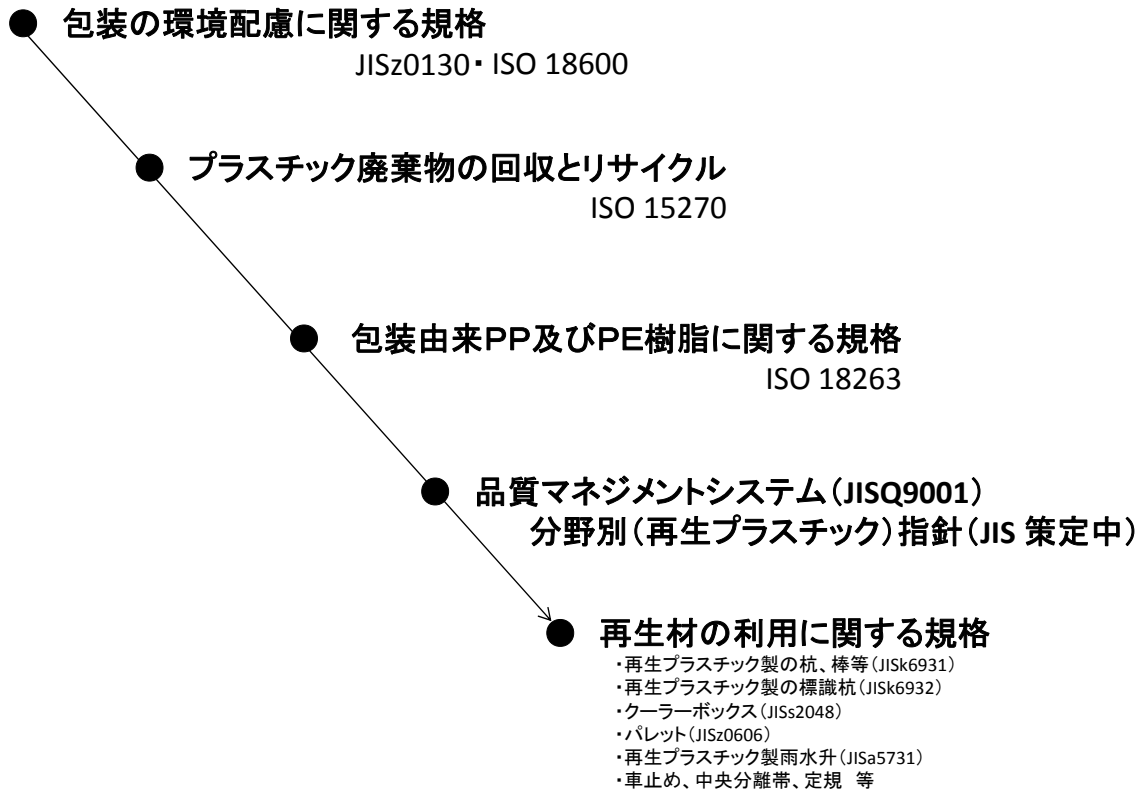 包装の環境配慮に関する規格
JISz0130・ISO 18600
プラスチック廃棄物の回収とリサイクル
ISO 15270
包装由来PP及びPE樹脂に関する規格
ISO 18263
品質マネジメントシステム（JISQ9001）
分野別（再生プラスチック）指針（JIS 策定中）
再生材の利用に関する規格
・再生プラスチック製の杭、棒等（JISk6931）
・再生プラスチック製の標識杭（JISk6932）
・クーラーボックス（JISs2048）
・パレット（JISz0606）
・再生プラスチック製雨水升（JISa5731）
・車止め、中央分離帯、定規　等